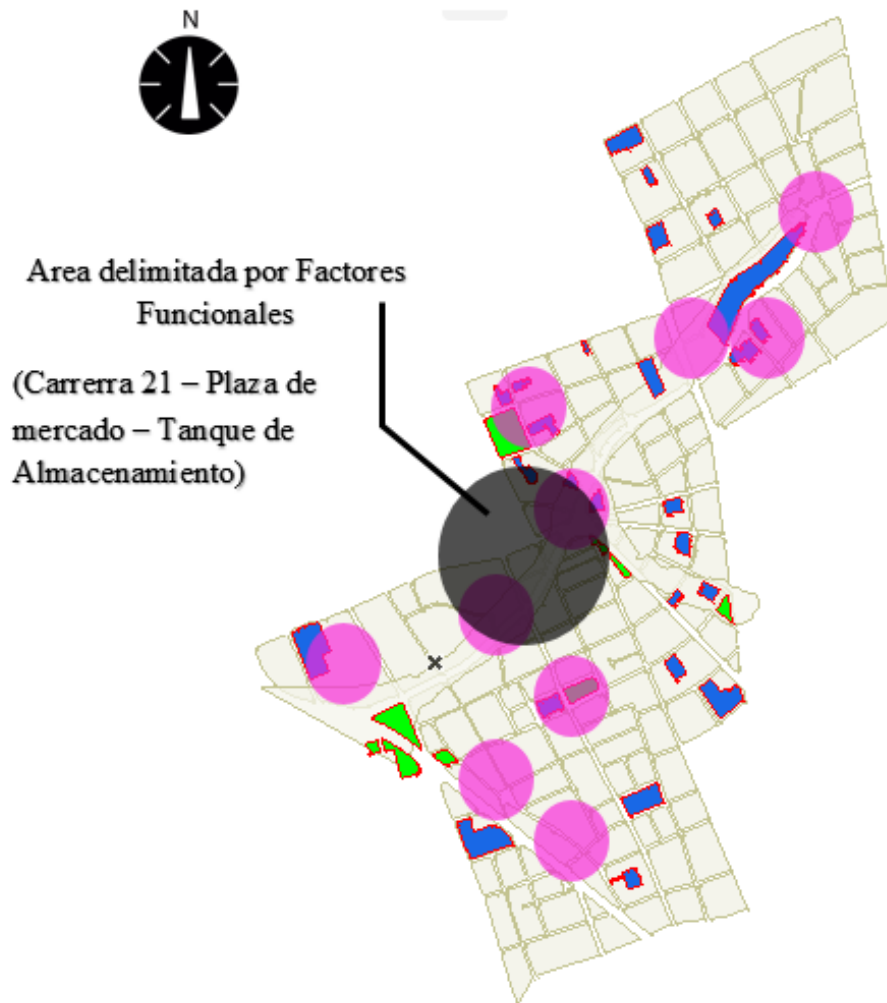 N
Area delimitada por Factores
Funcionales
(Carrerra 21 – Plaza de
mercado – Tanque de
Almacenamiento)